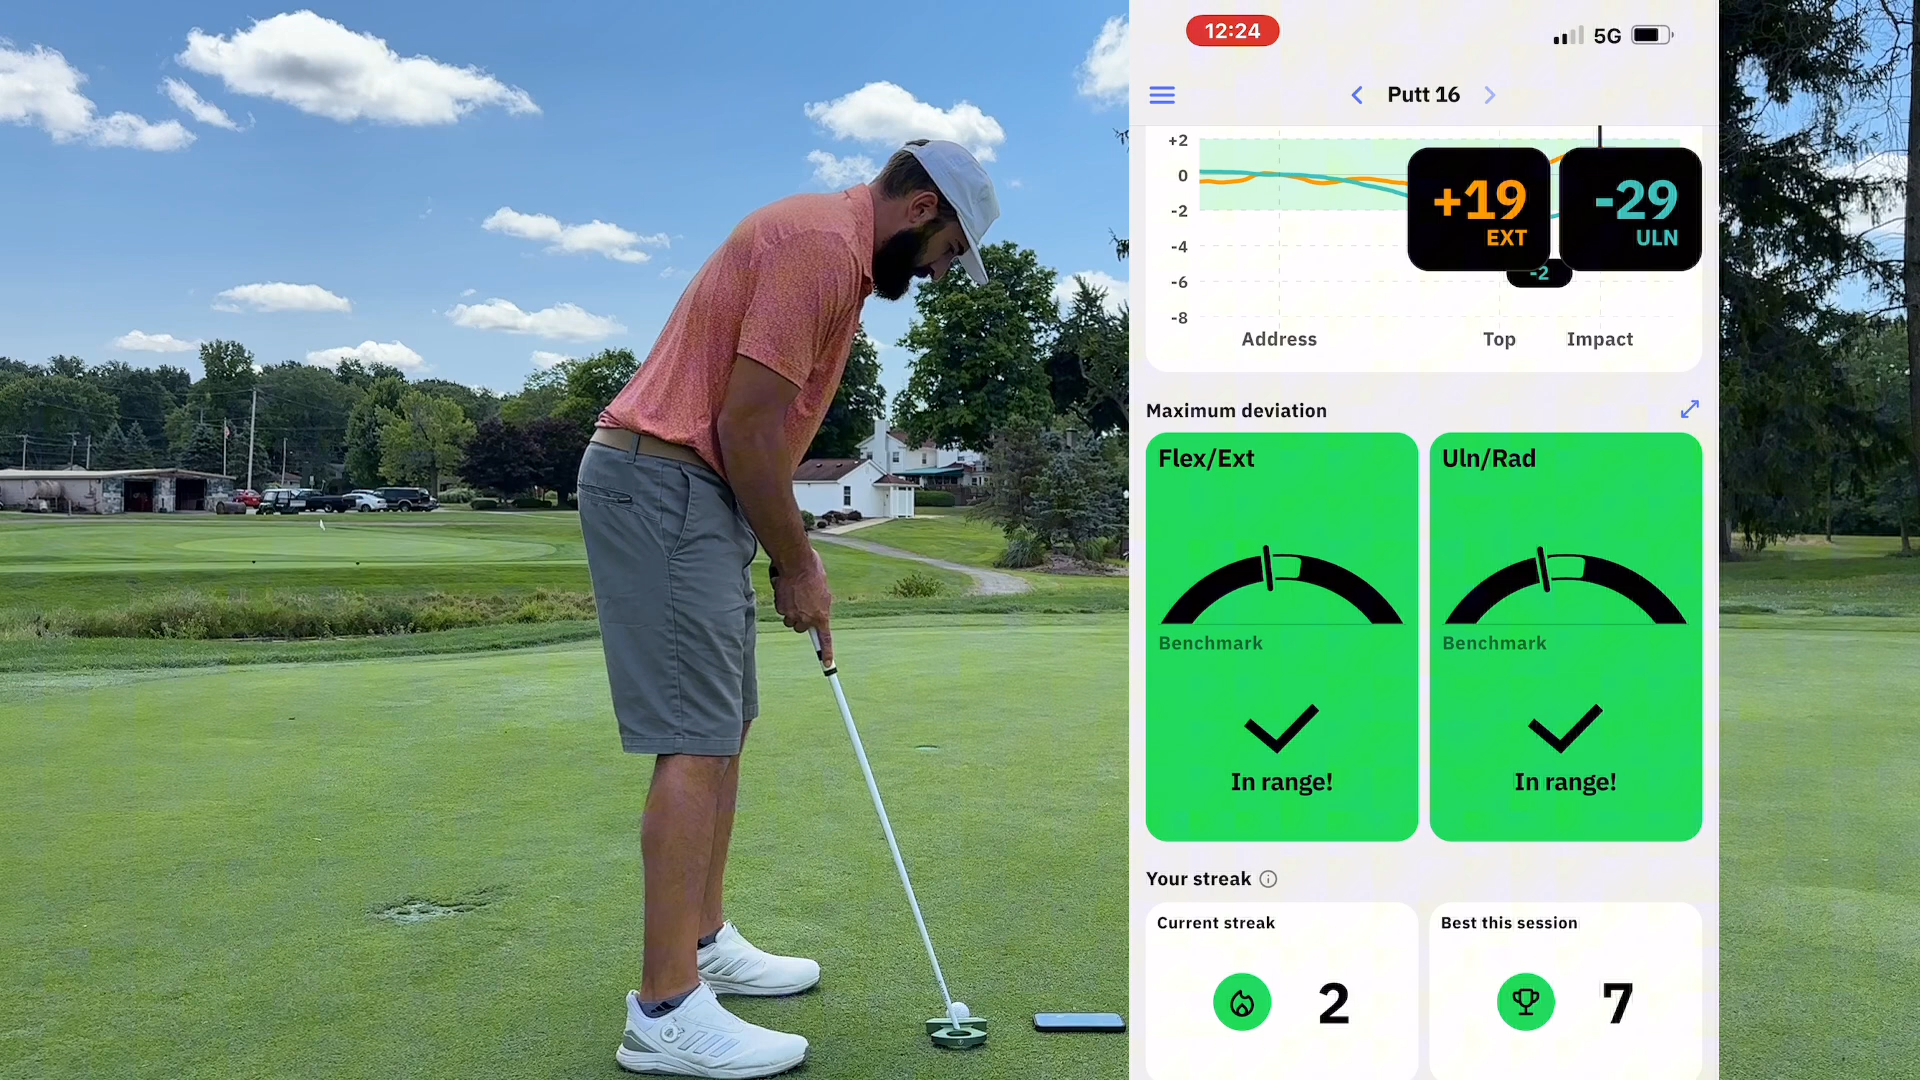 12:24
5G
Putt 16
+2
0
-2
-4
-6
-8
+19
EXT
-29
ULN
-2
Address
Top
Impact
Maximum deviation
Flex/Ext
Uln/Rad
Benchmark
Benchmark
In range!
In range!
Your streak
Current streak
Best this session
2
7